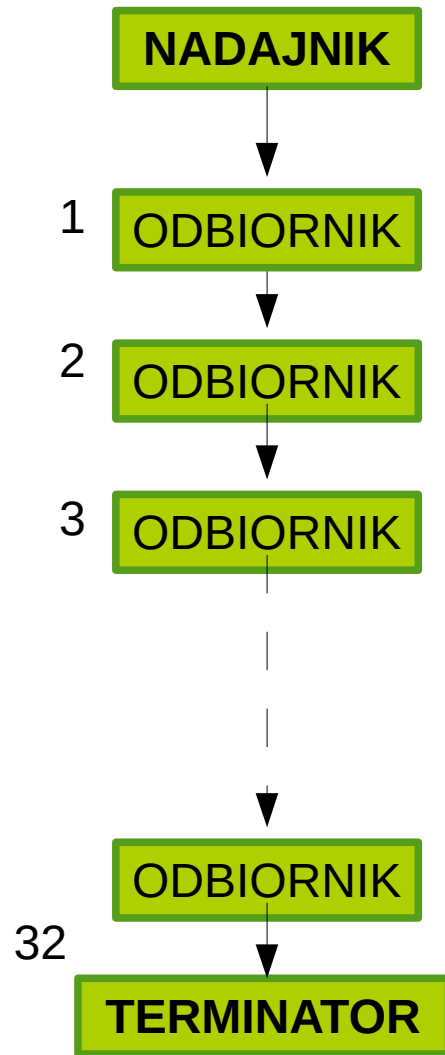 NADAJNIK
1
ODBIORNIK
2
ODBIORNIK
3
ODBIORNIK
ODBIORNIK
32
TERMINATOR